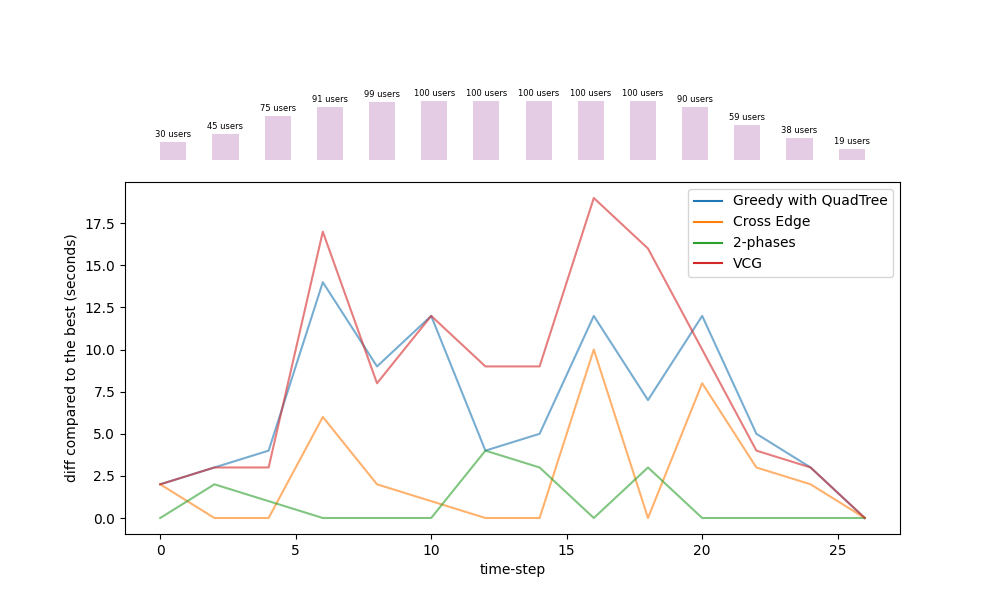 30 users
45 users
75 users
91 users
99 users
100 users
100 users
100 users
100 users
100 users
90 users
59 users
38 users
19 users
Greedy with QuadTree
Cross Edge
2-phases
VCG
diff compared to the best (seconds)
17.5
15.0
12.5
10.0
7.5
5.0
2.5
0.0
0 5 10 15 20 25
time-step